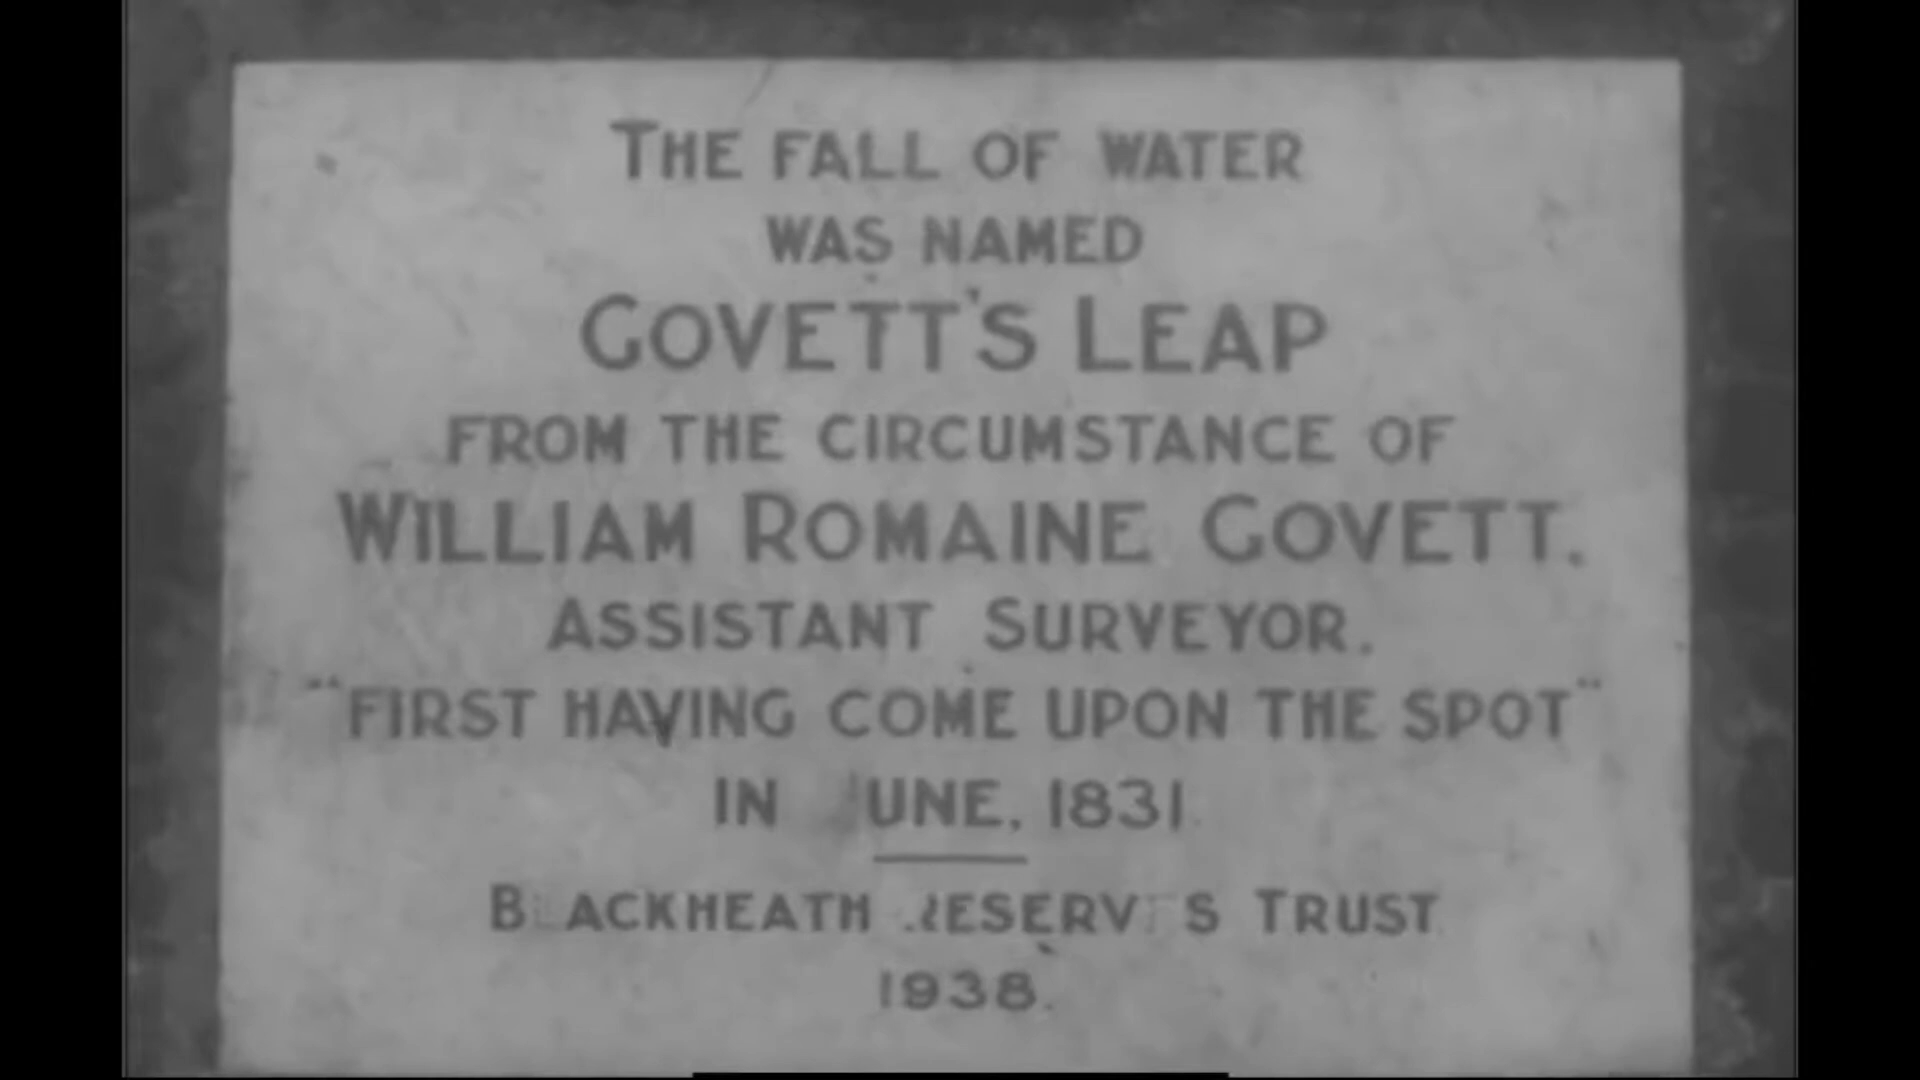 THE FALL OF WATER
WAS NAMED
GOVETT'S LEAP
FROM THE CIRCUMSTANCE OF
WILLIAM ROMAINE GOVETT.
ASSISTANT SURVEYOR.
"FIRST HAVING COME UPON THE SPOT"
IN JUNE, 1831
BLACKHEATH RESERVES TRUST
1938.